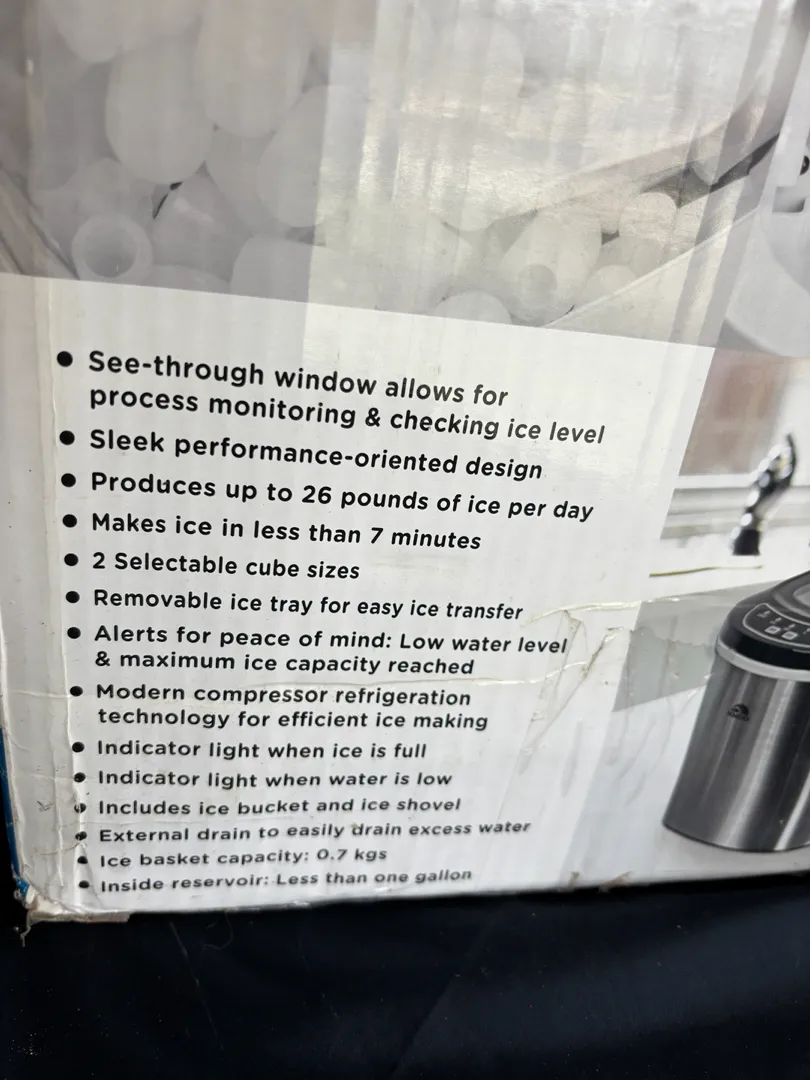 • See-through window allows for
process monitoring & checking ice level
• Sleek performance-oriented design
• Produces up to 26 pounds of ice per day
• Makes ice in less than 7 minutes
• 2 Selectable cube sizes
• Removable ice tray for easy ice transfer
• Alerts for peace of mind: Low water level
& maximum ice capacity reached
• Modern compressor refrigeration
technology for efficient ice making
• Indicator light when ice is full
• Indicator light when water is low
• Includes ice bucket and ice shovel
• External drain to easily drain excess water
• Ice basket capacity: 0.7 kgs
• Inside reservoir: Less than one gallon